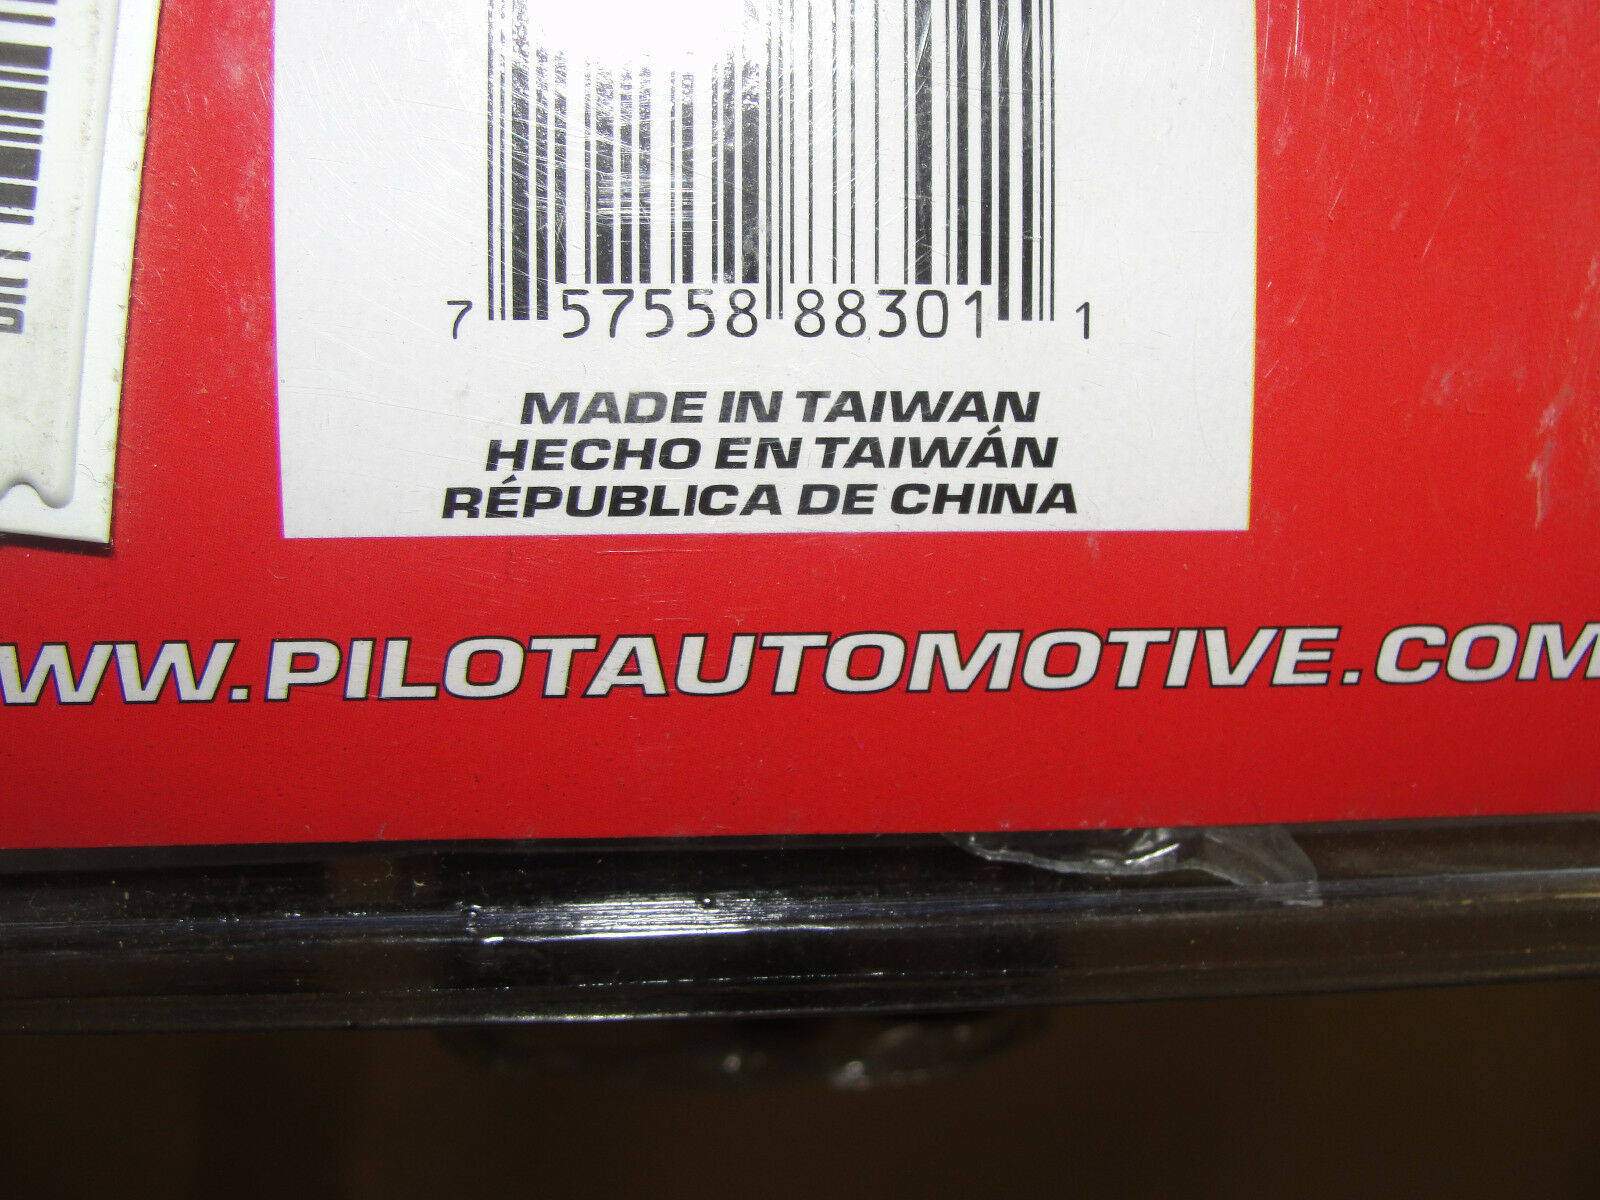 7 57558 88301 1
MADE IN TAIWAN
HECHO EN TAIWÁN
RÉPUBLICA DE CHINA
WW.PILOTAUTOMOTIVE.COM